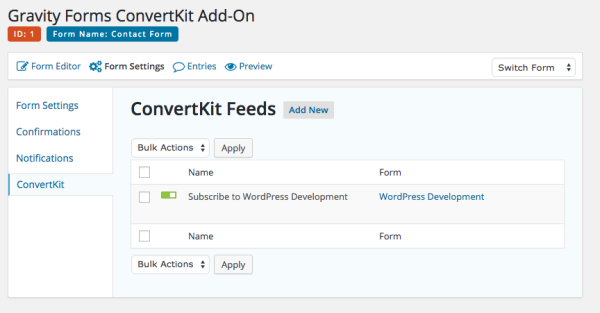 Gravity Forms ConvertKit Add-On
ID: 1 Form Name: Contact Form
Form Editor Form Settings Entries Preview Switch Form
Form Settings
Confirmations
Notifications
ConvertKit
ConvertKit Feeds Add New
Bulk Actions Apply
Name Form
Subscribe to WordPress Development WordPress Development
Name Form
Bulk Actions Apply